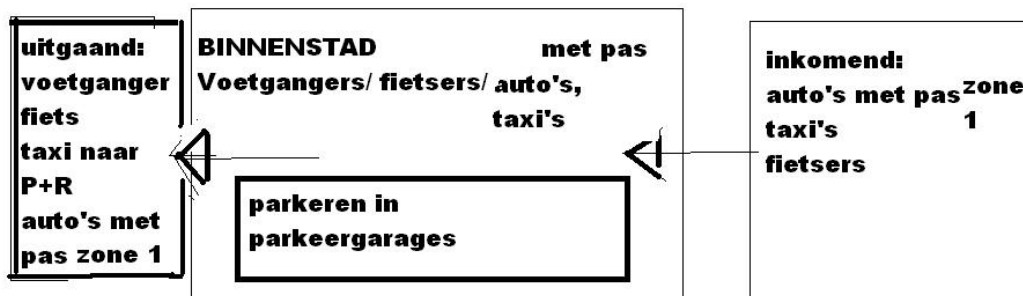 uitgaand:
voetganger
fiets
taxi naar
P+R
auto's met
pas zone 1
BINNENSTAD
met pas
Voetgangers/ fietsers/ auto's,
taxi's
parkeren in
parkeergarages
inkomend:
auto's met pas zone
1
taxi's
fietsers